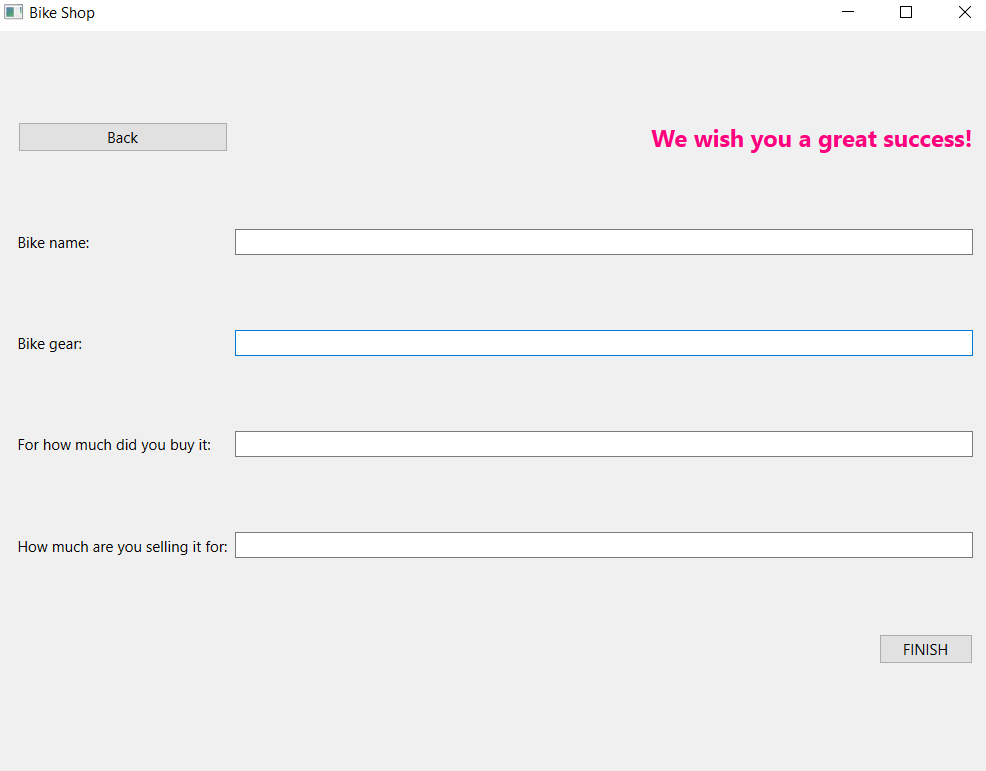 Bike Shop
Back
We wish you a great success!
Bike name:
Bike gear:
For how much did you buy it:
How much are you selling it for:
FINISH